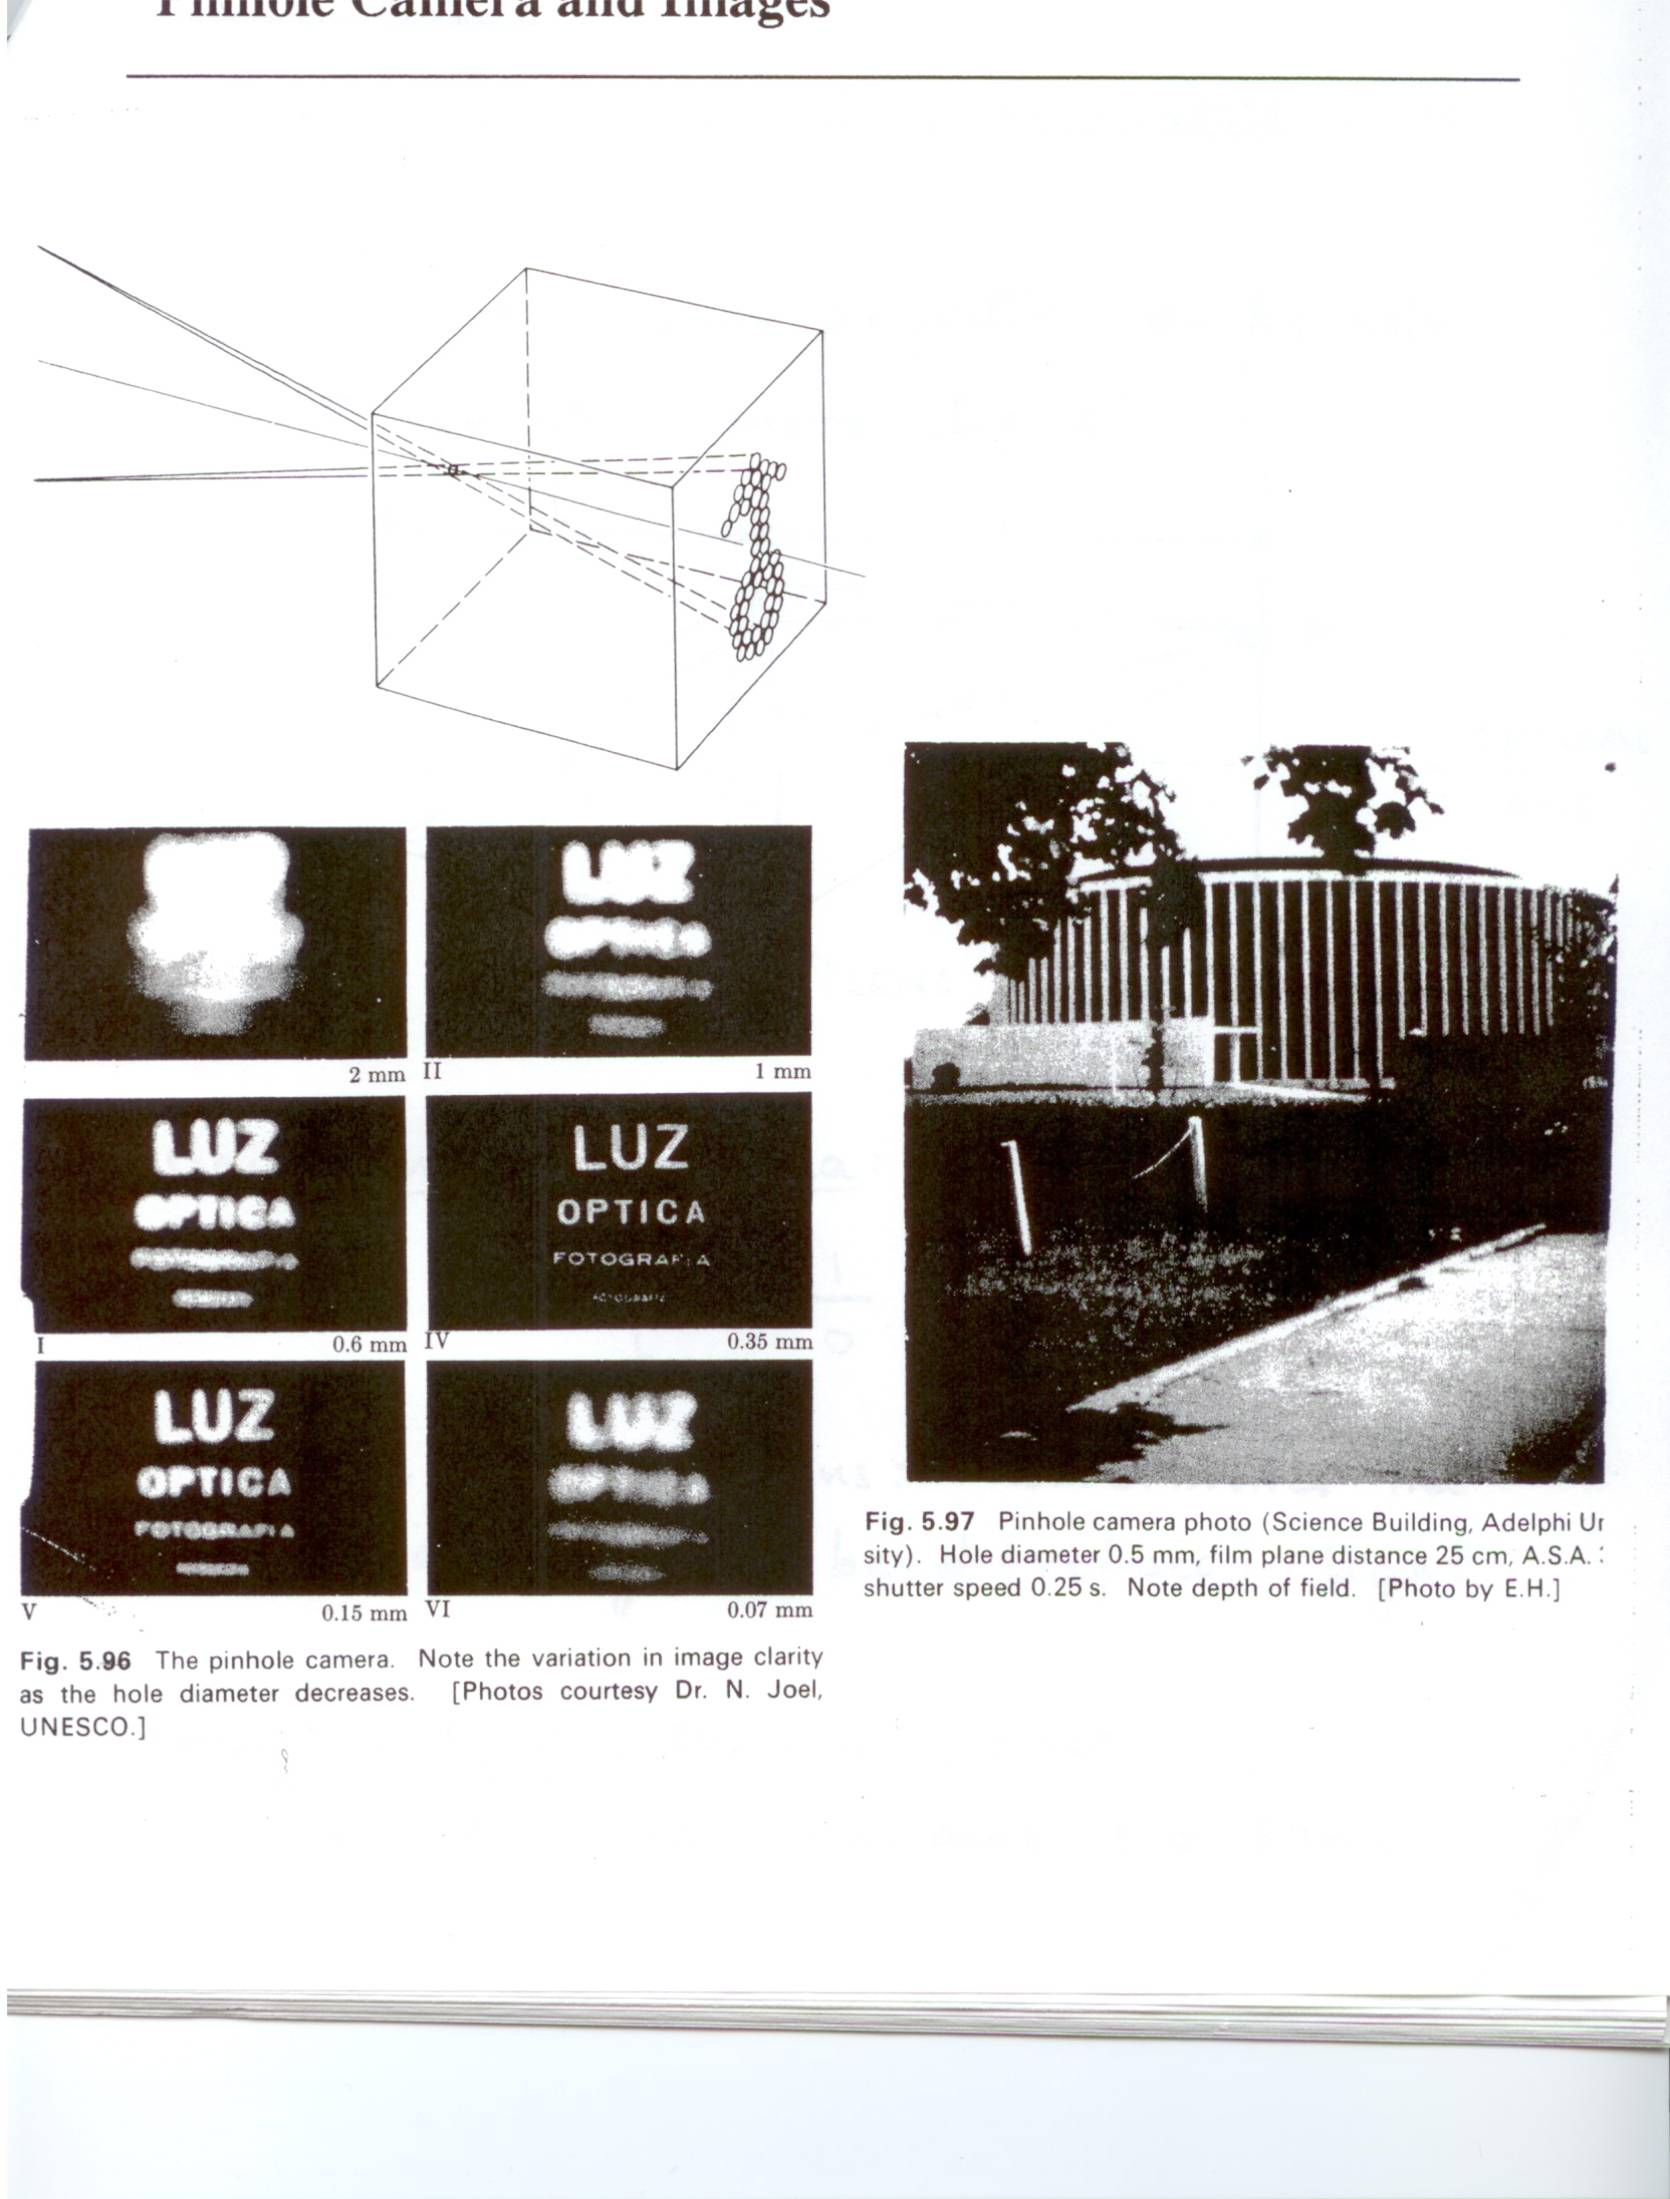 Pinhole Camera and Images
2 mm
II
1 mm
LUZ
LUZ
OPTICA
LUZ
OPTICA
FOTOGRAFIA
I
0.6 mm
IV
0.35 mm
LUZ
OPTICA
FOTOGRAFIA
LUZ
V
0.15 mm
VI
0.07 mm
Fig. 5.96 The pinhole camera. Note the variation in image clarity
as the hole diameter decreases. [Photos courtesy Dr. N. Joel,
UNESCO.]
Fig. 5.97 Pinhole camera photo (Science Building, Adelphi Ur
sity). Hole diameter 0.5 mm, film plane distance 25 cm, A.S.A.
shutter speed 0.25 s. Note depth of field. [Photo by E.H.]